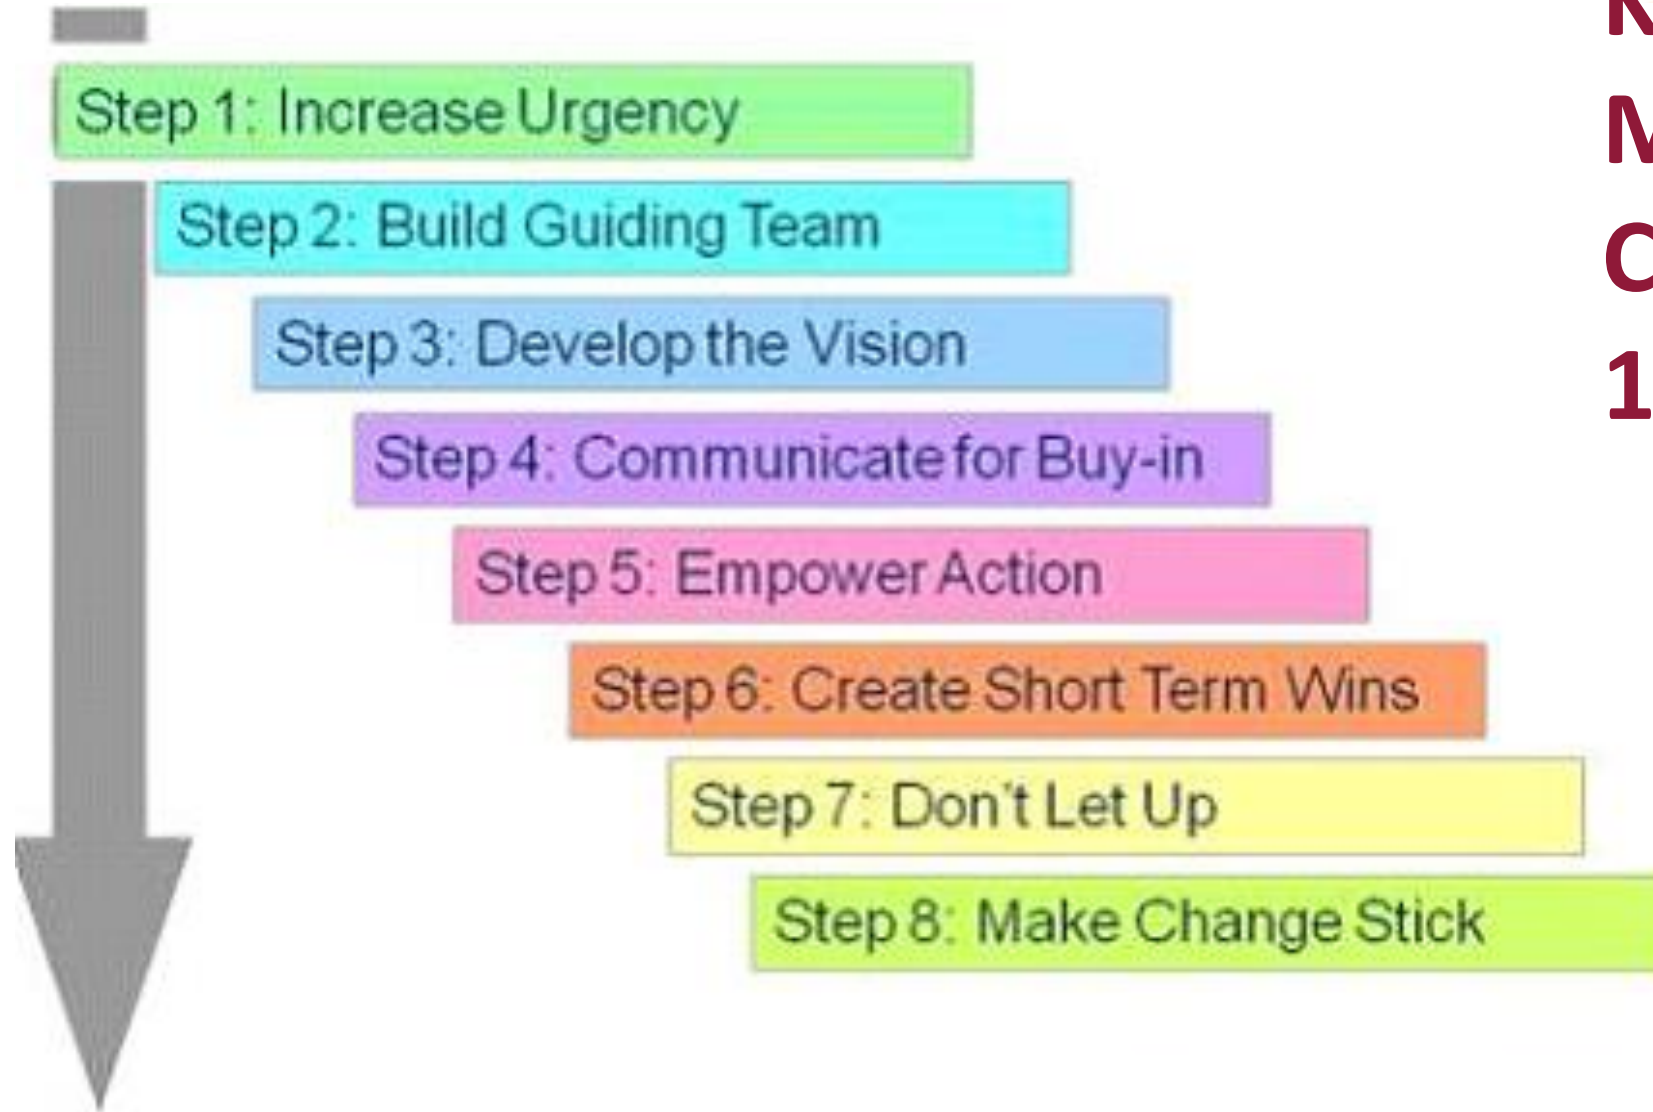 Step 1: Increase Urgency
Step 2: Build Guiding Team
Step 3: Develop the Vision
Step 4: Communicate for Buy-in
Step 5: Empower Action
Step 6: Create Short Term Wins
Step 7: Don't Let Up
Step 8: Make Change Stick